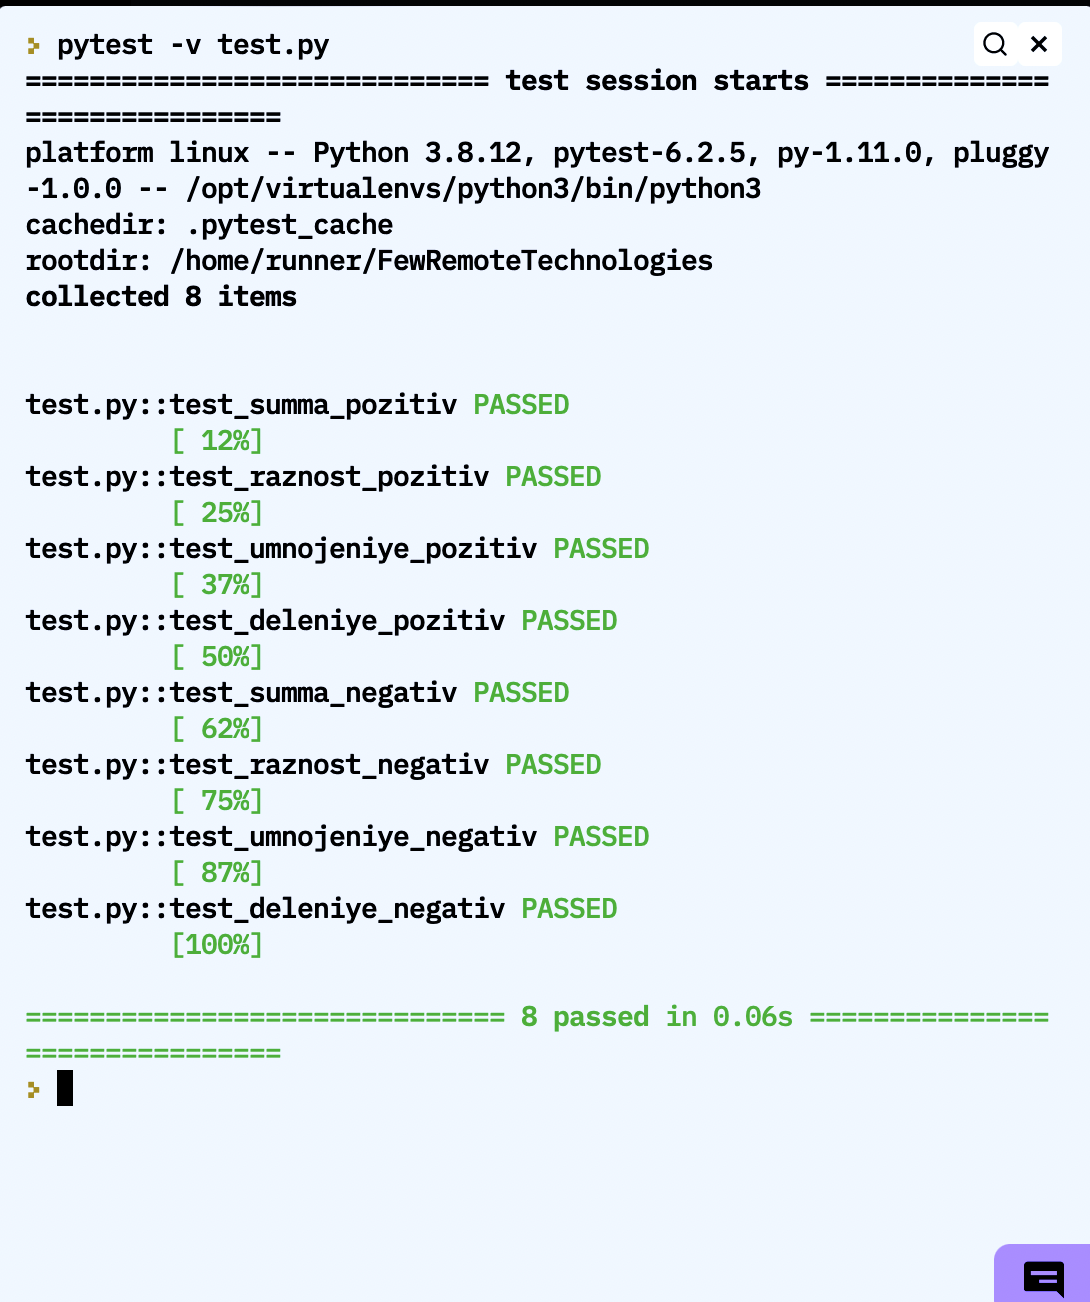 pytest -v test.py
============================= test session starts ==============
================
platform linux -- Python 3.8.12, pytest-6.2.5, py-1.11.0, pluggy
-1.0.0 -- /opt/virtualenvs/python3/bin/python3
cachedir: .pytest_cache
rootdir: /home/runner/FewRemoteTechnologies
collected 8 items
test.py::test_summa_pozitiv PASSED
[ 12%]
test.py::test_raznost_pozitiv PASSED
[ 25%]
test.py::test_umnojeniye_pozitiv PASSED
[ 37%]
test.py::test_deleniye_pozitiv PASSED
[ 50%]
test.py::test_summa_negativ PASSED
[ 62%]
test.py::test_raznost_negativ PASSED
[ 75%]
test.py::test_umnojeniye_negativ PASSED
[ 87%]
test.py::test_deleniye_negativ PASSED
[100%]
============================== 8 passed in 0.06s ===============
================